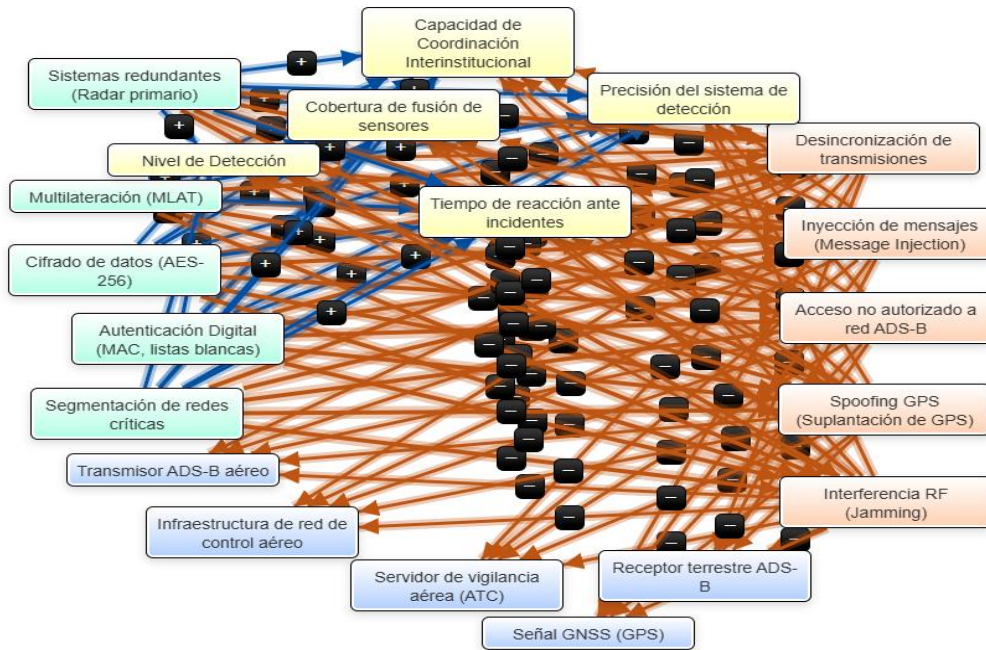 Capacidad de
Coordinación
Interinstitucional
Sistemas redundantes
(Radar primario)
Precisión del sistema de
detección
Cobertura de fusión de
sensores
Desincronización de
transmisiones
Nivel de Detección
Multilateración (MLAT)
Tiempo de reacción ante
incidentes
Inyección de mensajes
(Message Injection)
Cifrado de datos (AES-
256)
Acceso no autorizado a
red ADS-B
Autenticación Digital
(MAC, listas blancas)
Spoofing GPS
(Suplantación de GPS)
Segmentación de redes
críticas
Transmisor ADS-B aéreo
Interferencia RF
(Jamming)
Infraestructura de red de
control aéreo
Servidor de vigilancia
aérea (ATC)
Receptor terrestre ADS-
B
Señal GNSS (GPS)